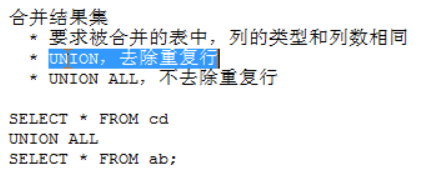 合并结果集
* 要求被合并的表中，列的类型和列数相同
* UNION，去除重复行
* UNION ALL，不去除重复行
SELECT * FROM cd
UNION ALL
SELECT * FROM ab;